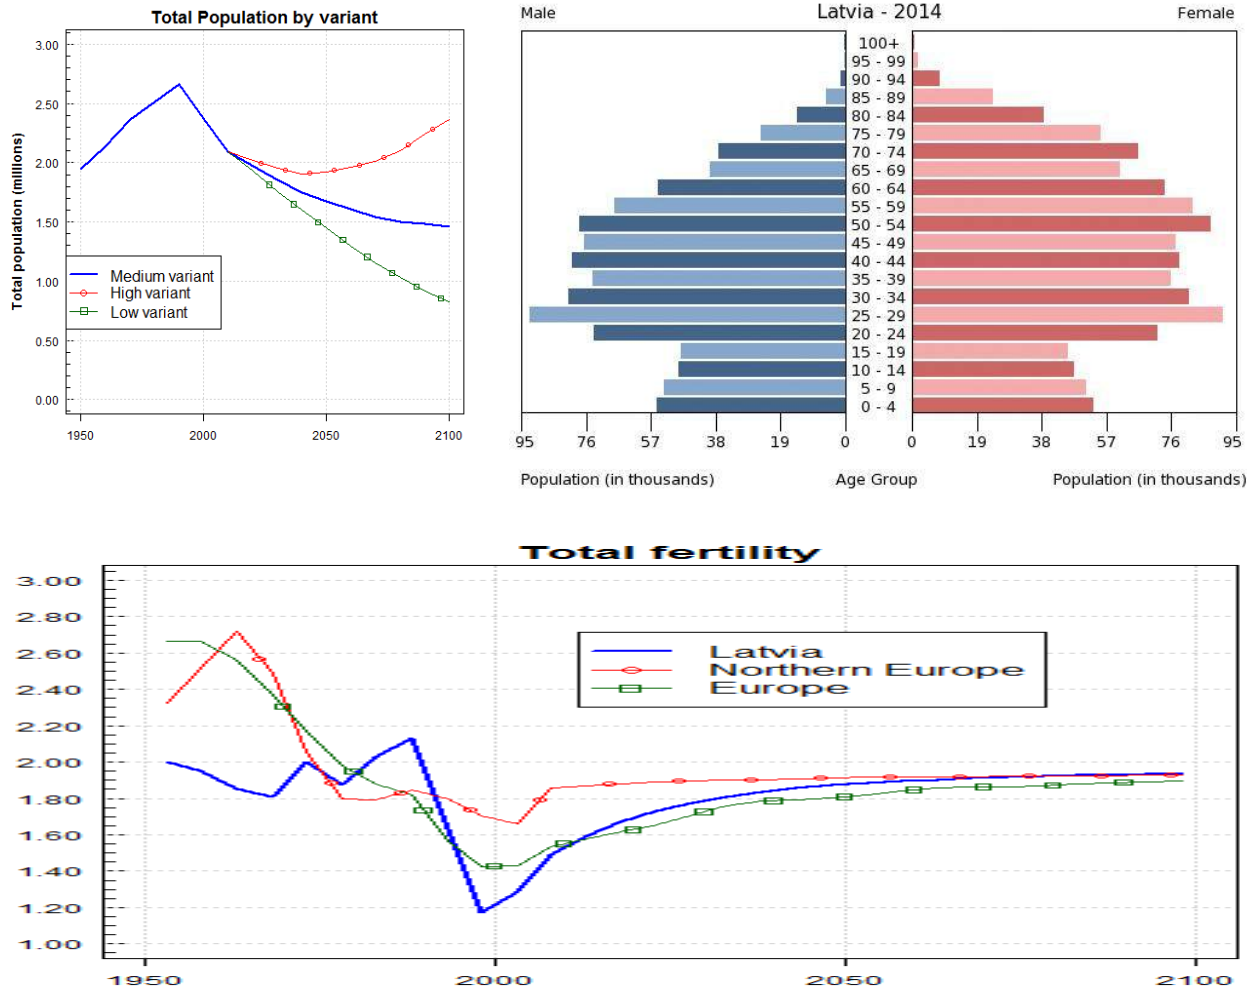 Total Population by variant
Total population (millions)
3.00
2.50
2.00
1.50
1.00
0.50
0.00
Medium variant
High variant
Low variant
1950 2000 2050 2100
Male Latvia - 2014 Female
100+
95 - 99
90 - 94
85 - 89
80 - 84
75 - 79
70 - 74
65 - 69
60 - 64
55 - 59
50 - 54
45 - 49
40 - 44
35 - 39
30 - 34
25 - 29
20 - 24
15 - 19
10 - 14
5 - 9
0 - 4
95 76 57 38 19 0 0 19 38 57 76 95
Population (in thousands) Age Group Population (in thousands)
Total fertility
3.00
2.80
2.60
2.40
2.20
2.00
1.80
1.60
1.40
1.20
1.00
Latvia
Northern Europe
Europe
1950 2000 2050 2100